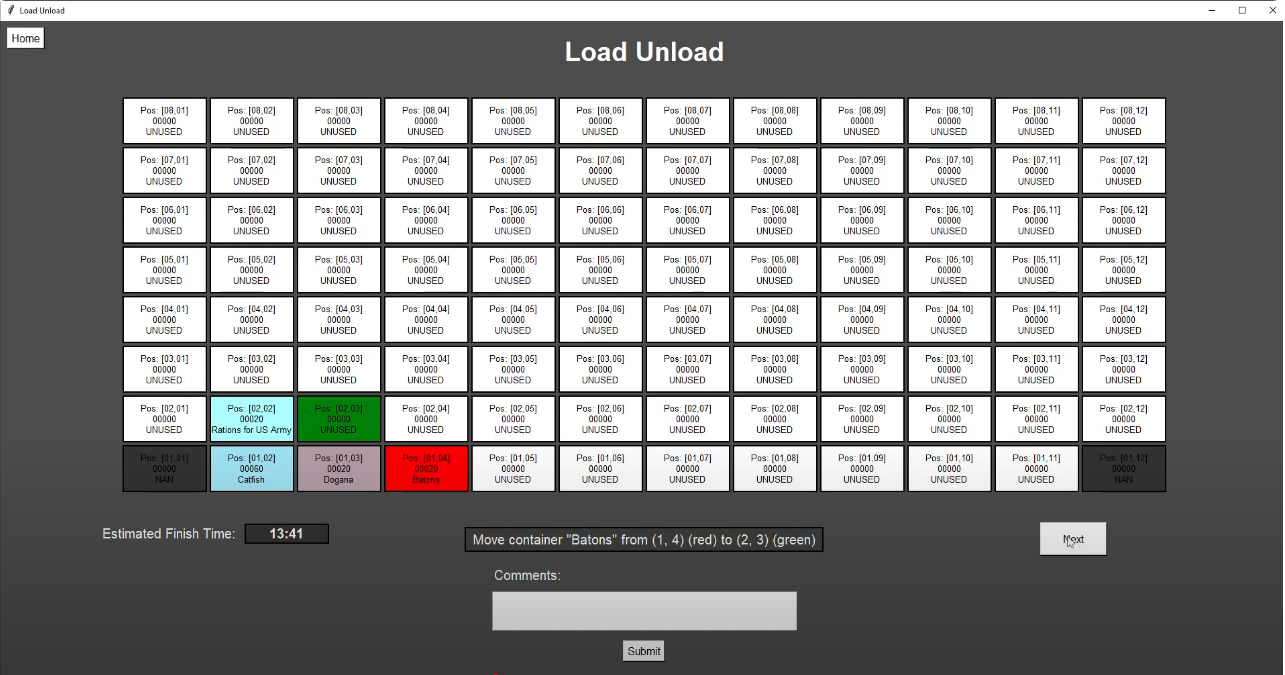 Load Unload
Home
Load Unload
Pos: [08,01] Pos: [08,02] Pos: [08,03] Pos: [08,04] Pos: [08,05] Pos: [08,06] Pos: [08,07] Pos: [08,08] Pos: [08,09] Pos: [08,10] Pos: [08,11] Pos: [08,12]
00000 00000 00000 00000 00000 00000 00000 00000 00000 00000 00000 00000
UNUSED UNUSED UNUSED UNUSED UNUSED UNUSED UNUSED UNUSED UNUSED UNUSED UNUSED UNUSED
Pos: [07,01] Pos: [07,02] Pos: [07,03] Pos: [07,04] Pos: [07,05] Pos: [07,06] Pos: [07,07] Pos: [07,08] Pos: [07,09] Pos: [07,10] Pos: [07,11] Pos: [07,12]
00000 00000 00000 00000 00000 00000 00000 00000 00000 00000 00000 00000
UNUSED UNUSED UNUSED UNUSED UNUSED UNUSED UNUSED UNUSED UNUSED UNUSED UNUSED UNUSED
Pos: [06,01] Pos: [06,02] Pos: [06,03] Pos: [06,04] Pos: [06,05] Pos: [06,06] Pos: [06,07] Pos: [06,08] Pos: [06,09] Pos: [06,10] Pos: [06,11] Pos: [06,12]
00000 00000 00000 00000 00000 00000 00000 00000 00000 00000 00000 00000
UNUSED UNUSED UNUSED UNUSED UNUSED UNUSED UNUSED UNUSED UNUSED UNUSED UNUSED UNUSED
Pos: [05,01] Pos: [05,02] Pos: [05,03] Pos: [05,04] Pos: [05,05] Pos: [05,06] Pos: [05,07] Pos: [05,08] Pos: [05,09] Pos: [05,10] Pos: [05,11] Pos: [05,12]
00000 00000 00000 00000 00000 00000 00000 00000 00000 00000 00000 00000
UNUSED UNUSED UNUSED UNUSED UNUSED UNUSED UNUSED UNUSED UNUSED UNUSED UNUSED UNUSED
Pos: [04,01] Pos: [04,02] Pos: [04,03] Pos: [04,04] Pos: [04,05] Pos: [04,06] Pos: [04,07] Pos: [04,08] Pos: [04,09] Pos: [04,10] Pos: [04,11] Pos: [04,12]
00000 00000 00000 00000 00000 00000 00000 00000 00000 00000 00000 00000
UNUSED UNUSED UNUSED UNUSED UNUSED UNUSED UNUSED UNUSED UNUSED UNUSED UNUSED UNUSED
Pos: [03,01] Pos: [03,02] Pos: [03,03] Pos: [03,04] Pos: [03,05] Pos: [03,06] Pos: [03,07] Pos: [03,08] Pos: [03,09] Pos: [03,10] Pos: [03,11] Pos: [03,12]
00000 00000 00000 00000 00000 00000 00000 00000 00000 00000 00000 00000
UNUSED UNUSED UNUSED UNUSED UNUSED UNUSED UNUSED UNUSED UNUSED UNUSED UNUSED UNUSED
Pos: [02,01] Pos: [02,02] Pos: [02,03] Pos: [02,04] Pos: [02,05] Pos: [02,06] Pos: [02,07] Pos: [02,08] Pos: [02,09] Pos: [02,10] Pos: [02,11] Pos: [02,12]
00000 00020 00000 00000 00000 00000 00000 00000 00000 00000 00000 00000
UNUSED Rations for US Army UNUSED UNUSED UNUSED UNUSED UNUSED UNUSED UNUSED UNUSED UNUSED UNUSED
Pos: [01,01] Pos: [01,02] Pos: [01,03] Pos: [01,04] Pos: [01,05] Pos: [01,06] Pos: [01,07] Pos: [01,08] Pos: [01,09] Pos: [01,10] Pos: [01,11] Pos: [01,12]
00000 00060 00020 00020 00000 00000 00000 00000 00000 00000 00000 00000
NAN Catfish Dogana Batons UNUSED UNUSED UNUSED UNUSED UNUSED UNUSED UNUSED NAN
Estimated Finish Time: 13:41
Move container "Batons" from (1, 4) (red) to (2, 3) (green)
Next
Comments:
Submit